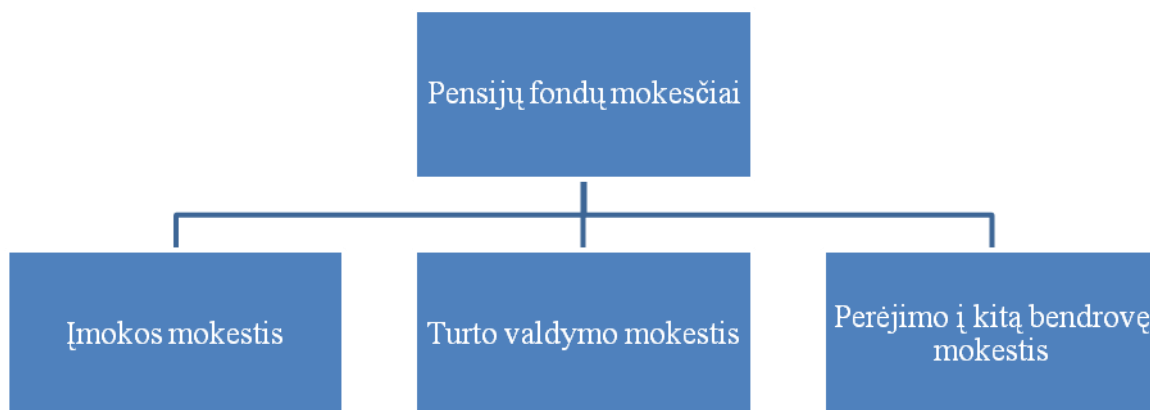 Pensijų fondų mokesčiai
Įmokos mokestis
Turto valdymo mokestis
Perėjimo į kitą bendrovę
mokestis